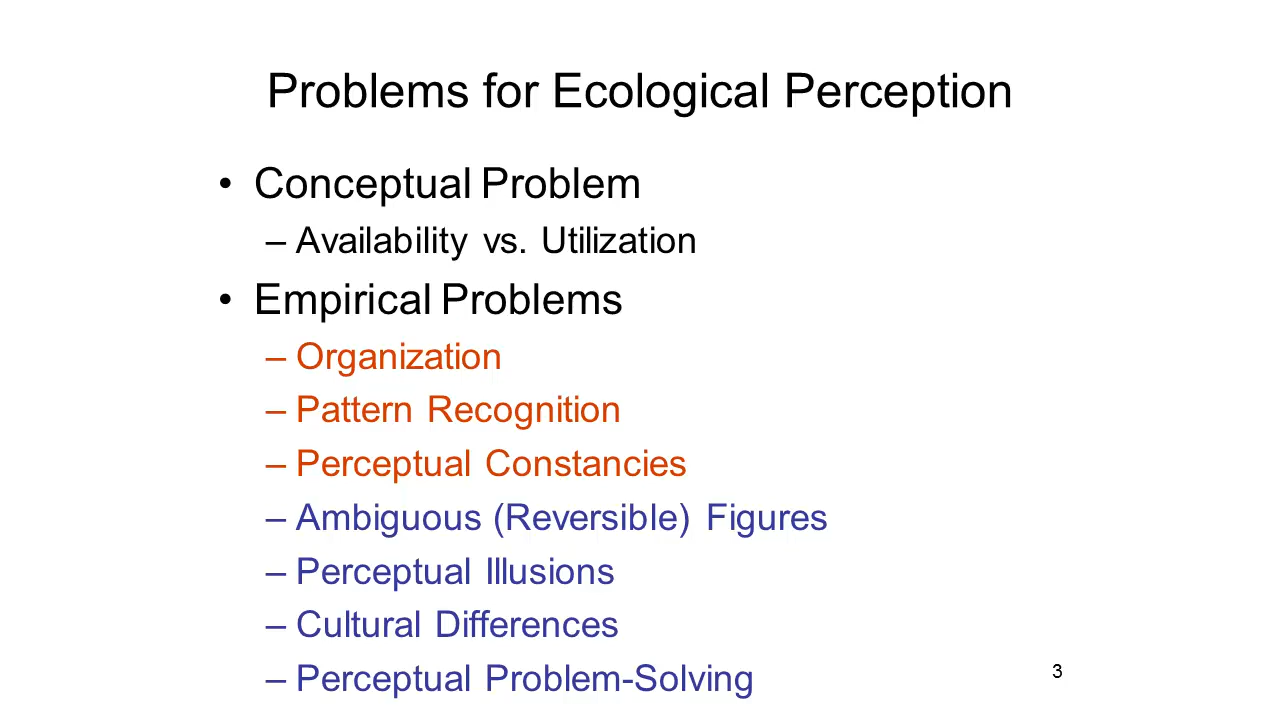 Problems for Ecological Perception
• Conceptual Problem
– Availability vs. Utilization
• Empirical Problems
– Organization
– Pattern Recognition
– Perceptual Constancies
– Ambiguous (Reversible) Figures
– Perceptual Illusions
– Cultural Differences
– Perceptual Problem-Solving
3